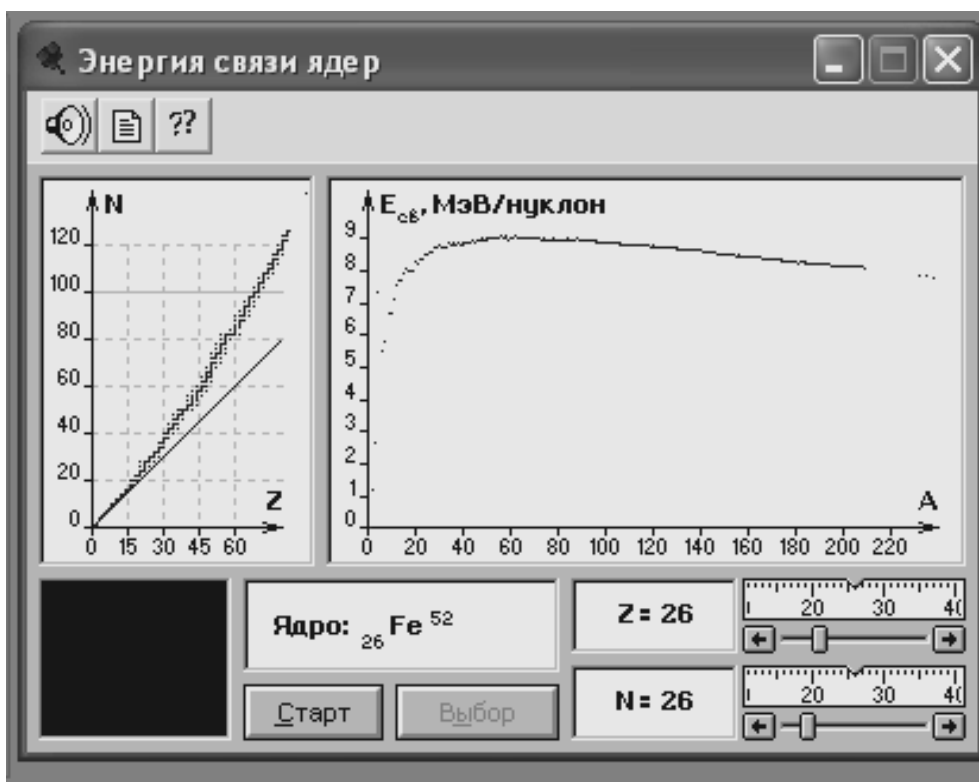 Энергия связи ядер
??
N
120
100
80
60
40
20
0
Z
0 15 30 45 60
E св, МэВ/нуклон
9
8
7
6
5
4
3
2
1
0
A
0 20 40 60 80 100 120 140 160 180 200 220
Ядро: 26 Fe 52
Старт
Выбор
Z = 26
20 30 40
N = 26
20 30 40